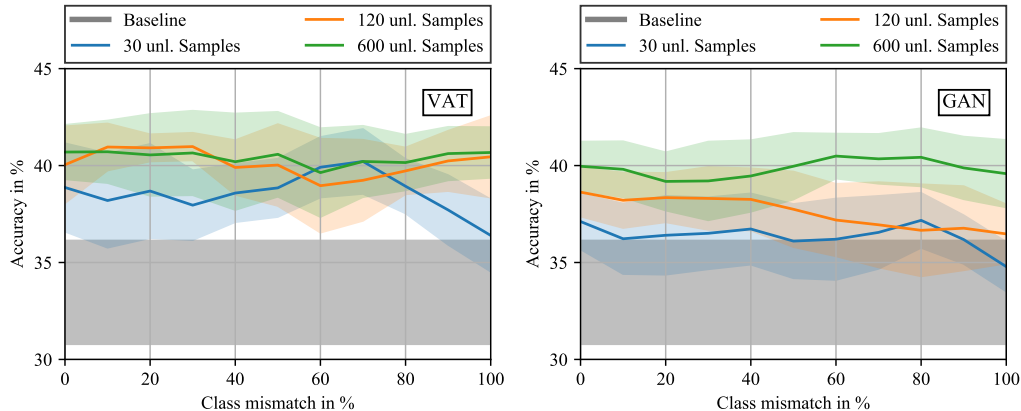 Baseline
120 unl. Samples
30 unl. Samples
600 unl. Samples
45
40
35
30
Accuracy in %
VAT
0
20
40
60
80
100
Class mismatch in %
Baseline
120 unl. Samples
30 unl. Samples
600 unl. Samples
45
40
35
30
Accuracy in %
GAN
0
20
40
60
80
100
Class mismatch in %